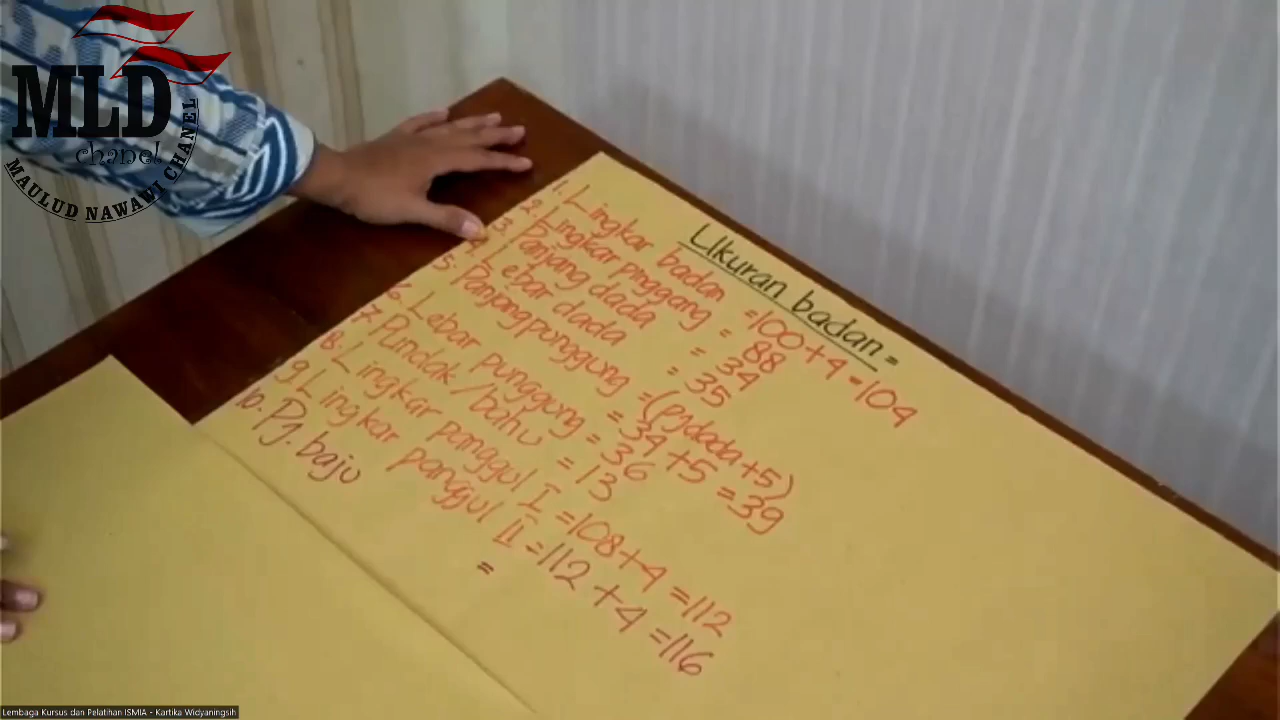 MLD
chanel
MAULUD NAWAWI CHANEL
Ukuran badan =
1. Lingkar badan = 100 + 4 = 104
2. Lingkar pinggang = 88
3. Panjang dada = 34
4. Lebar dada = 35
5. Panjang punggung = (pj dada + 5)
= 34 + 5 = 39
6. Lebar punggung = 36
7. Pundak / bahu = 13
8. Lingkar panggul I = 108 + 4 = 112
9. Lingkar panggul II = 112 + 4 = 116
10. Pj. baju =
Lembaga Kursus dan Pelatihan ISMIA - Kartika Widyaningsih